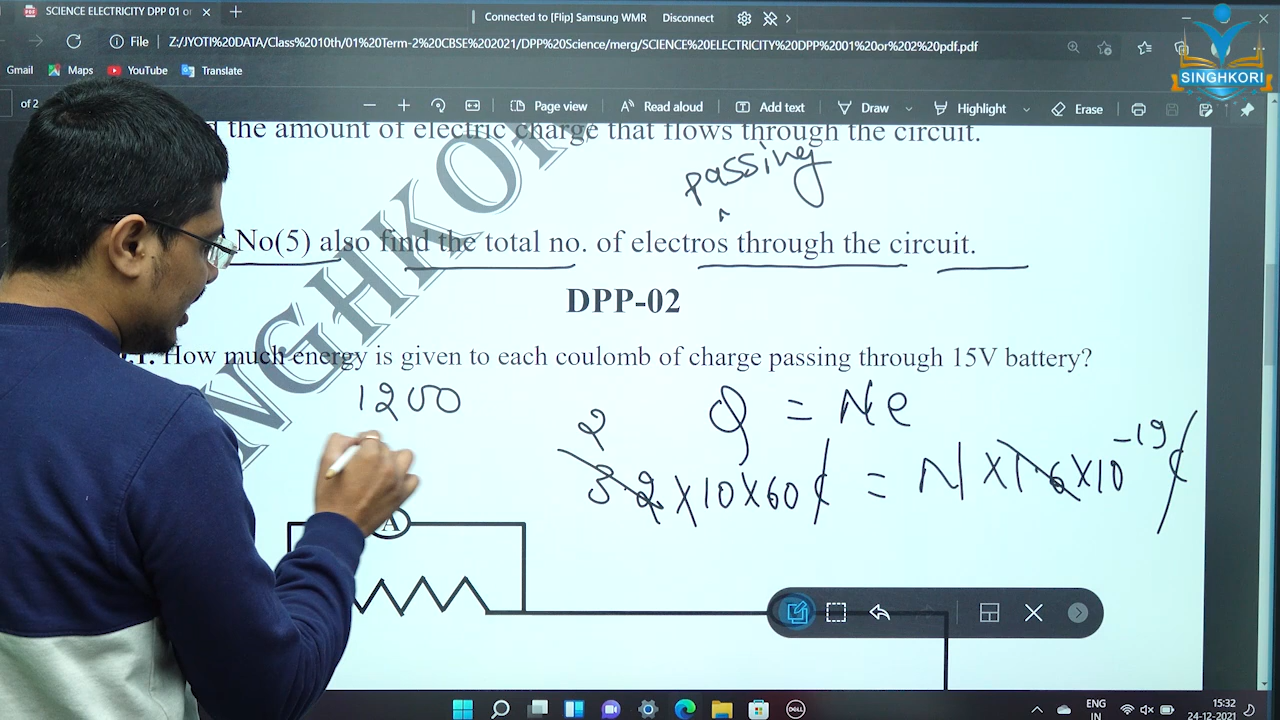 SCIENCE ELECTRICITY DPP 01 or
Connected to [Flip] Samsung WMR Disconnect
File Z:/JYOTI%20DATA/Class%2010th/01%20Term-2%20CBSE%202021/DPP%20Science/merg/SCIENCE%20ELECTRICITY%20DPP%2001%20or%202%20pdf.pdf
SINGHKORI
Gmail Maps YouTube Translate
of 2 Page view Read aloud Add text Draw Highlight Erase
the amount of electric charge that flows through the circuit.
passing
No(5) also find the total no. of electros through the circuit.
DPP-02
How much energy is given to each coulomb of charge passing through 15V battery?
1200
Q = Ne
2
3.2×10×60 C = N×1.6×10-19 C
A
ENG
IN
15:32
24-12-2021
DELL